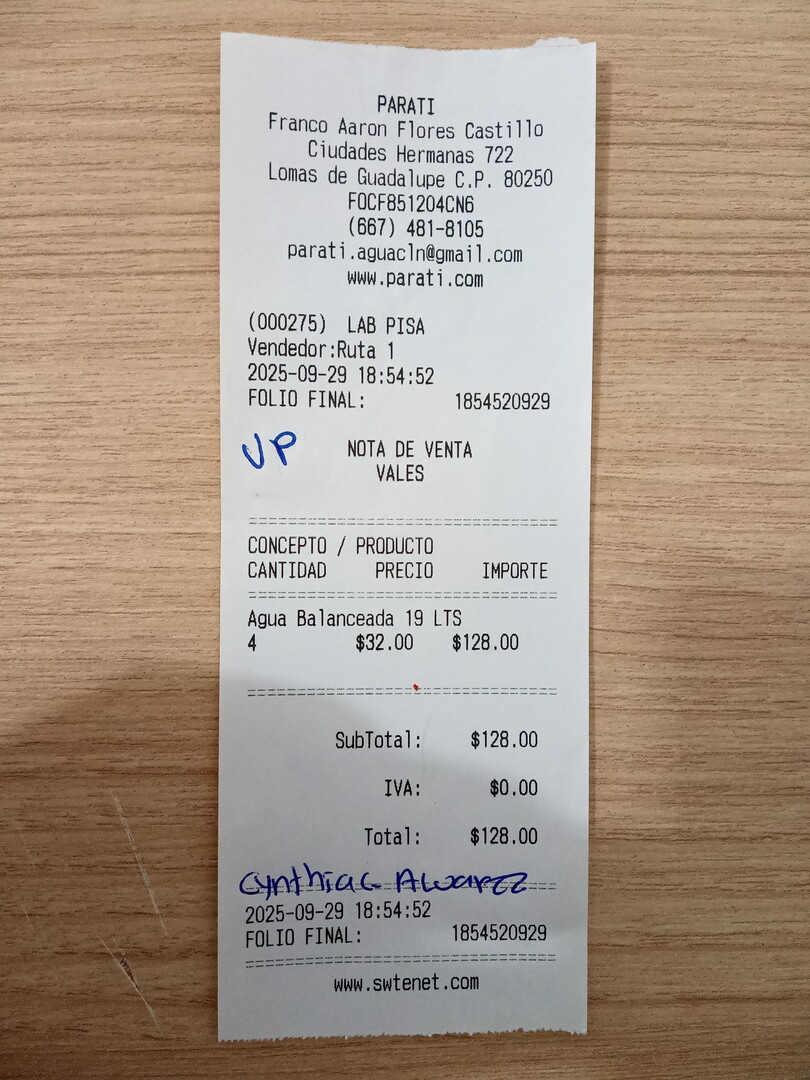 PARATI
Franco Aaron Flores Castillo
Ciudades Hermanas 722
Lomas de Guadalupe C.P. 80250
FOCF851204CN6
(667) 481-8105
parati.aguacln@gmail.com
www.parati.com
(000275) LAB PISA
Vendedor:Ruta 1
2025-09-29 18:54:52
FOLIO FINAL: 1854520929
VP
NOTA DE VENTA
VALES
CONCEPTO / PRODUCTO
CANTIDAD PRECIO IMPORTE
Agua Balanceada 19 LTS
4 $32.00 $128.00
SubTotal: $128.00
IVA: $0.00
Total: $128.00
Cynthia G Alvarez
2025-09-29 18:54:52
FOLIO FINAL: 1854520929
www.swtenet.com